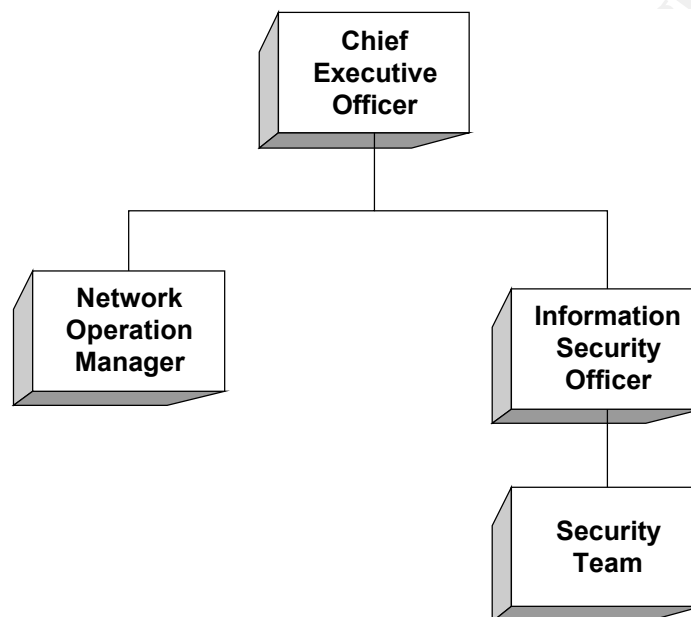 Chief
Executive
Officer
Network
Operation
Manager
Information
Security
Officer
Security
Team